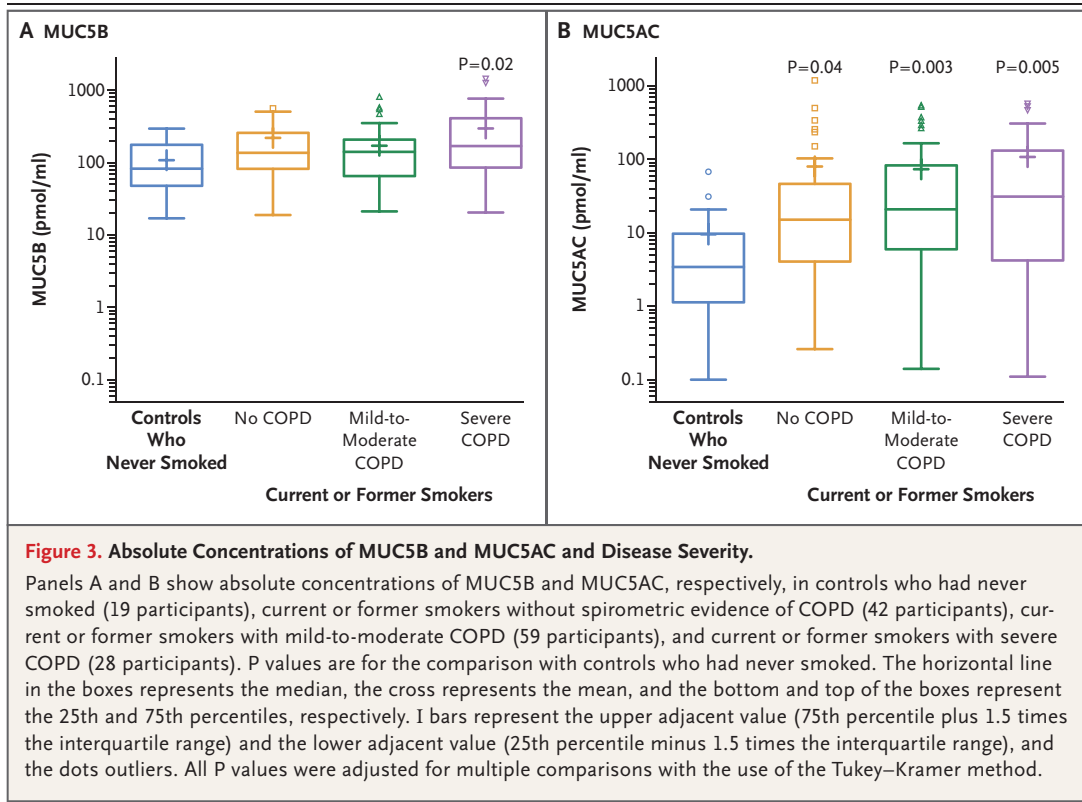 A MUC5B
P=0.02
1000
100
10
1
0.1
MUC5B (pmol/ml)
Controls
Who
Never Smoked
No COPD
Mild-to-
Moderate
COPD
Severe
COPD
Current or Former Smokers
B MUC5AC
P=0.04
P=0.003
P=0.005
1000
100
10
1
0.1
MUC5AC (pmol/ml)
Controls
Who
Never Smoked
No COPD
Mild-to-
Moderate
COPD
Severe
COPD
Current or Former Smokers
Figure 3. Absolute Concentrations of MUC5B and MUC5AC and Disease Severity.
Panels A and B show absolute concentrations of MUC5B and MUC5AC, respectively, in controls who had never
smoked (19 participants), current or former smokers without spirometric evidence of COPD (42 participants), cur-
rent or former smokers with mild-to-moderate COPD (59 participants), and current or former smokers with severe
COPD (28 participants). P values are for the comparison with controls who had never smoked. The horizontal line
in the boxes represents the median, the cross represents the mean, and the bottom and top of the boxes represent
the 25th and 75th percentiles, respectively. I bars represent the upper adjacent value (75th percentile plus 1.5 times
the interquartile range) and the lower adjacent value (25th percentile minus 1.5 times the interquartile range), and
the dots outliers. All P values were adjusted for multiple comparisons with the use of the Tukey–Kramer method.